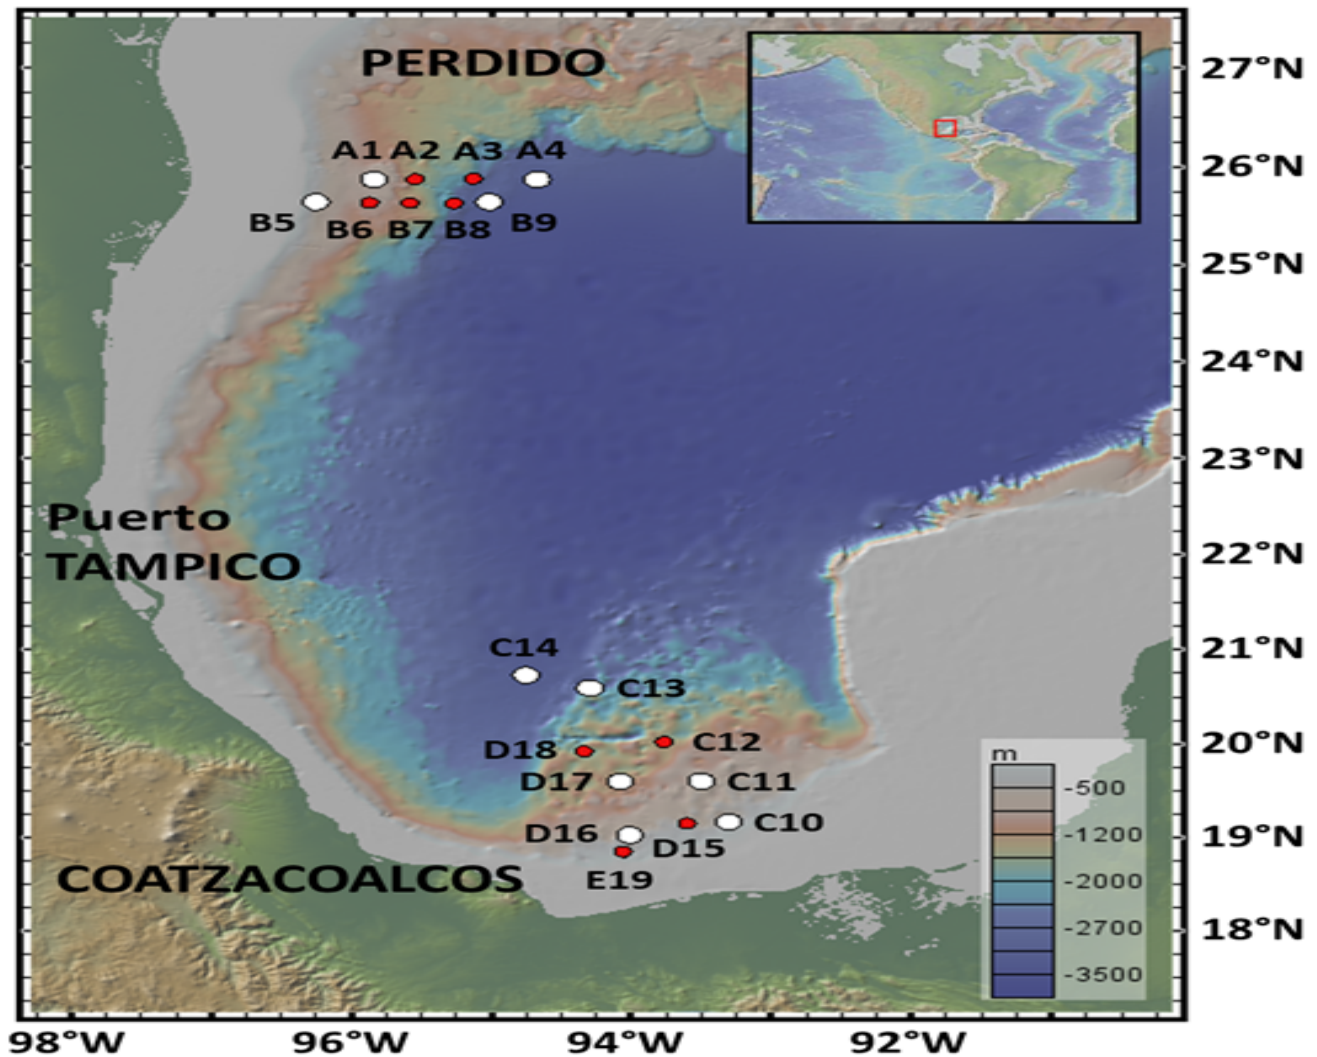 PERDIDO
27°N
A1 A2 A3 A4
26°N
B5 B6 B7 B8 B9
25°N
24°N
23°N
Puerto
TAMPICO
22°N
C14
21°N
C13
D18 C12
20°N
D17 C11
m
-500
D16 D15 C10
-1200
19°N
E19
COATZACOALCOS
-2000
-2700
18°N
-3500
98°W 96°W 94°W 92°W